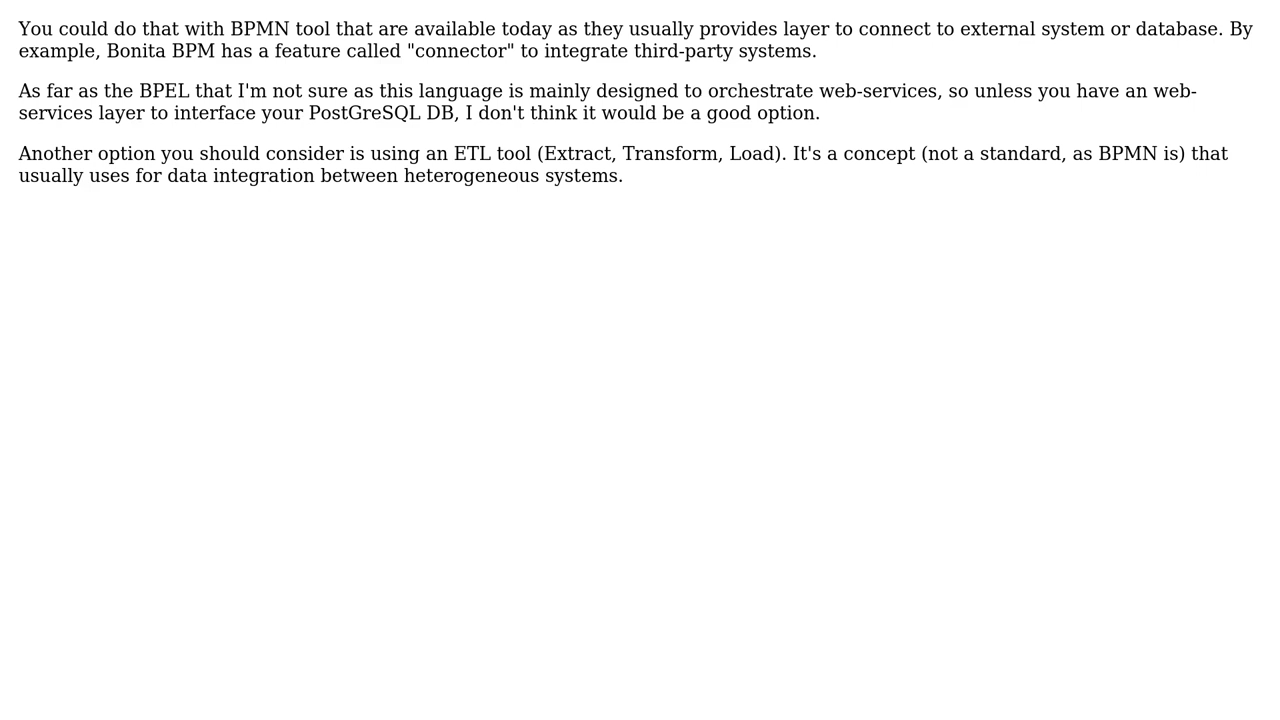 You could do that with BPMN tool that are available today as they usually provides layer to connect to external system or database. By
example, Bonita BPM has a feature called "connector" to integrate third-party systems.
As far as the BPEL that I'm not sure as this language is mainly designed to orchestrate web-services, so unless you have an web-
services layer to interface your PostGreSQL DB, I don't think it would be a good option.
Another option you should consider is using an ETL tool (Extract, Transform, Load). It's a concept (not a standard, as BPMN is) that
usually uses for data integration between heterogeneous systems.